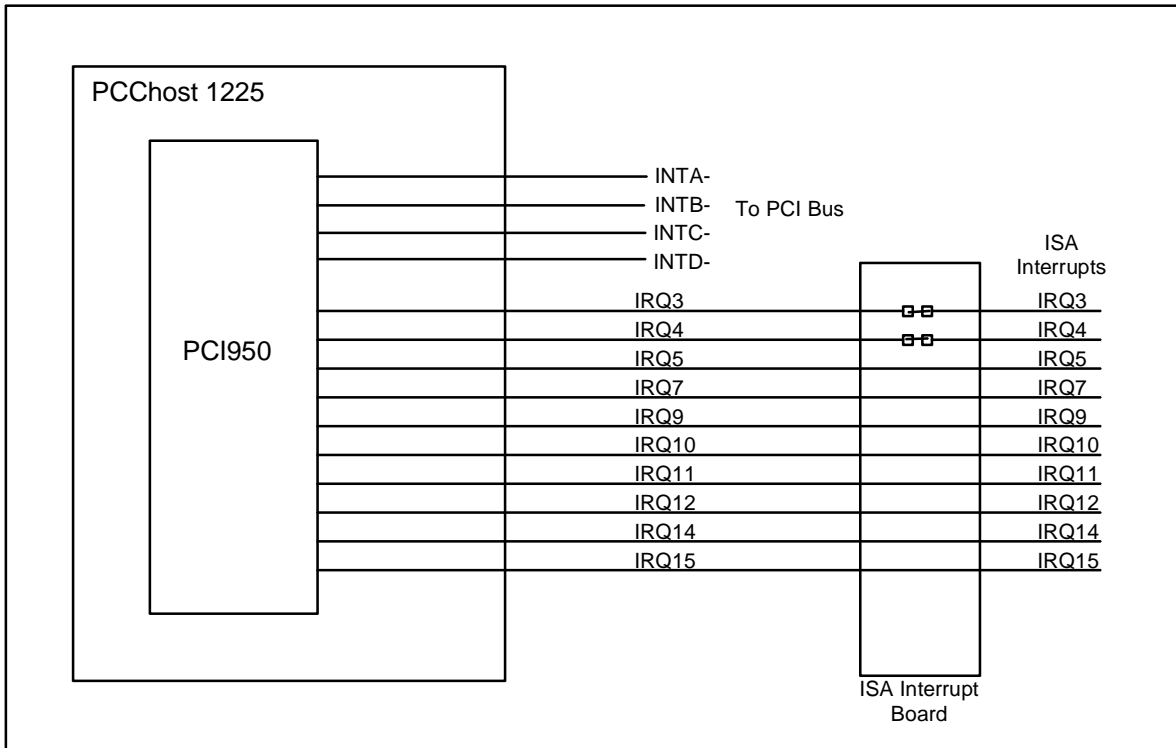 PCChost 1225
PCI950
INTA-
INTB-
INTC-
INTD-
To PCI Bus
ISA
Interrupts
IRQ3
IRQ4
IRQ5
IRQ7
IRQ9
IRQ10
IRQ11
IRQ12
IRQ14
IRQ15
IRQ3
IRQ4
IRQ5
IRQ7
IRQ9
IRQ10
IRQ11
IRQ12
IRQ14
IRQ15
ISA Interrupt
Board